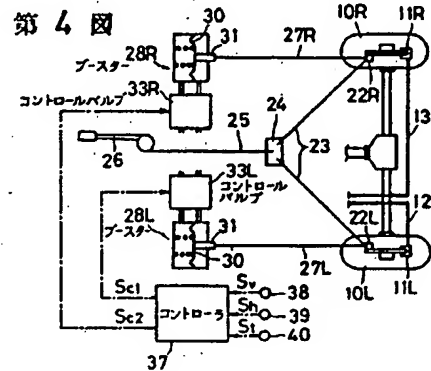 第4図
30
31
28R
ブースター
33R
コントロールバルブ
27R
10R
11R
22R
13
24
25
23
26
33L
コントロールバルブ
28L
ブースター
31
30
27L
12
22L
10L
11L
Sc1
Sc2
コントローラ
37
Sv
38
Sh
39
St
40